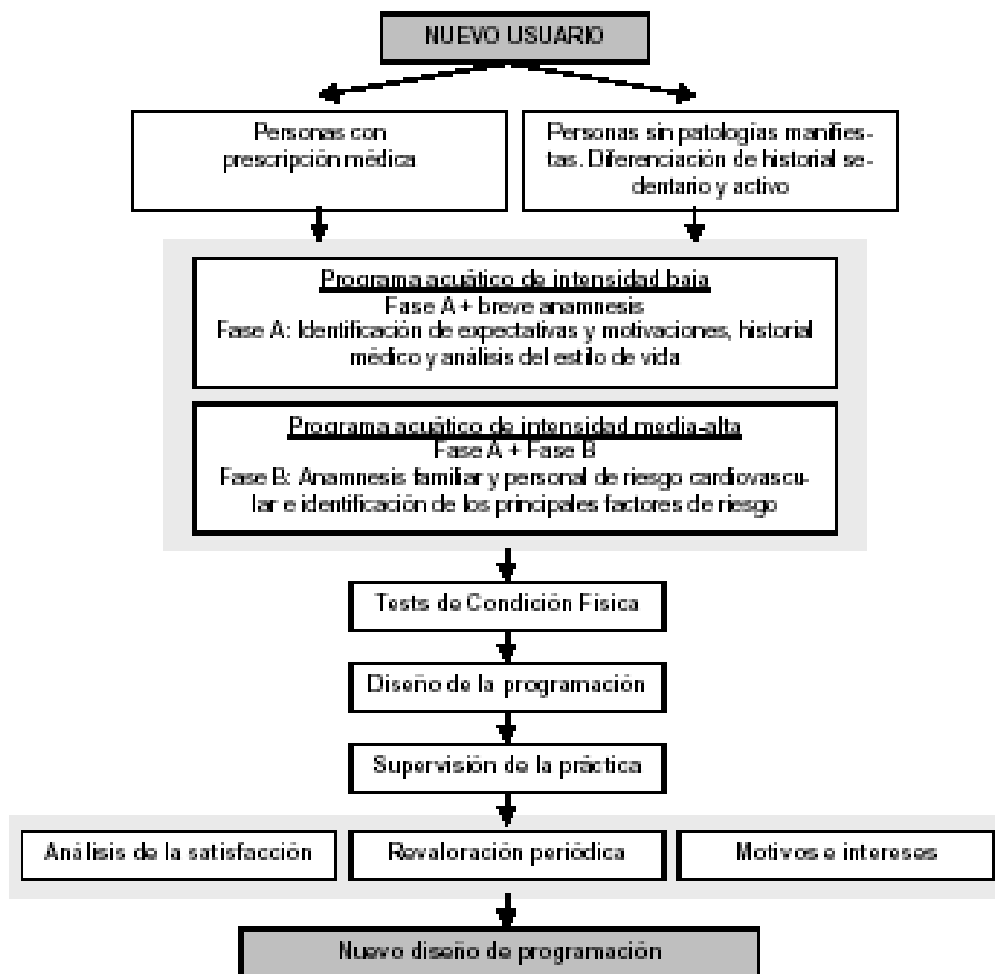 NUEVO USUARIO
Personas con
prescripción médica
Personas sin patologías manifies-
tas. Diferenciación de historial se-
dentario y activo
Programa acuático de intensidad baja
Fase A + breve anamnesis
Fase A: Identificación de expectativas y motivaciones, historial
médico y análisis del estilo de vida
Programa acuático de intensidad media-alta
Fase A + Fase B
Fase B: Anamnesis familiar y personal de riesgo cardiovascu-
lar e identificación de los principales factores de riesgo
Tests de Condición Física
Diseño de la programación
Supervisión de la práctica
Análisis de la satisfacción
Revaloración periódica
Motivos e intereses
Nuevo diseño de programación